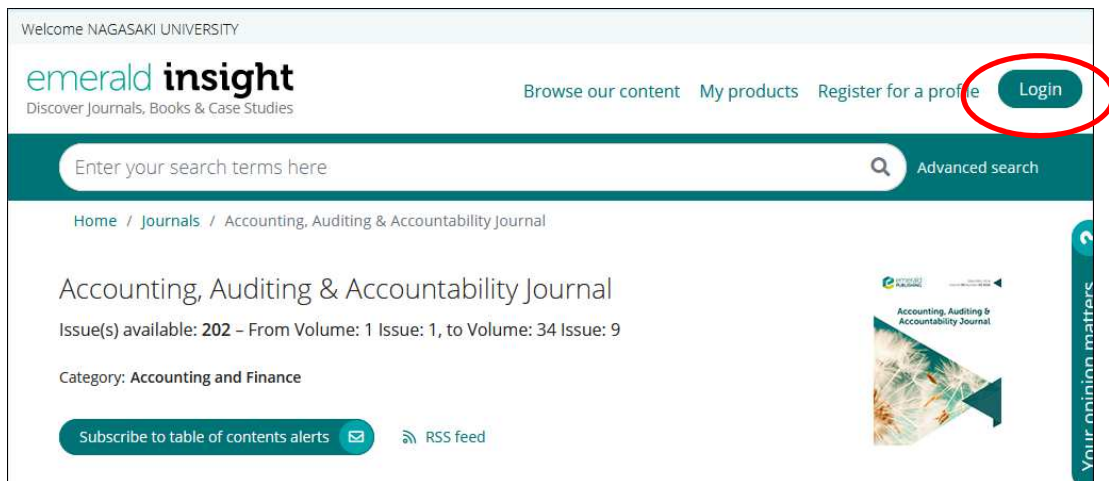 Welcome NAGASAKI UNIVERSITY
emerald insight
Discover Journals, Books & Case Studies
Browse our content My products Register for a profile Login
Enter your search terms here
Advanced search
Home / Journals / Accounting, Auditing & Accountability Journal
Accounting, Auditing & Accountability Journal
Issue(s) available: 202 – From Volume: 1 Issue: 1, to Volume: 34 Issue: 9
Category: Accounting and Finance
Subscribe to table of contents alerts
RSS feed
emerald
PUBLISHING
Accounting, Auditing &
Accountability Journal
Your opinion matters